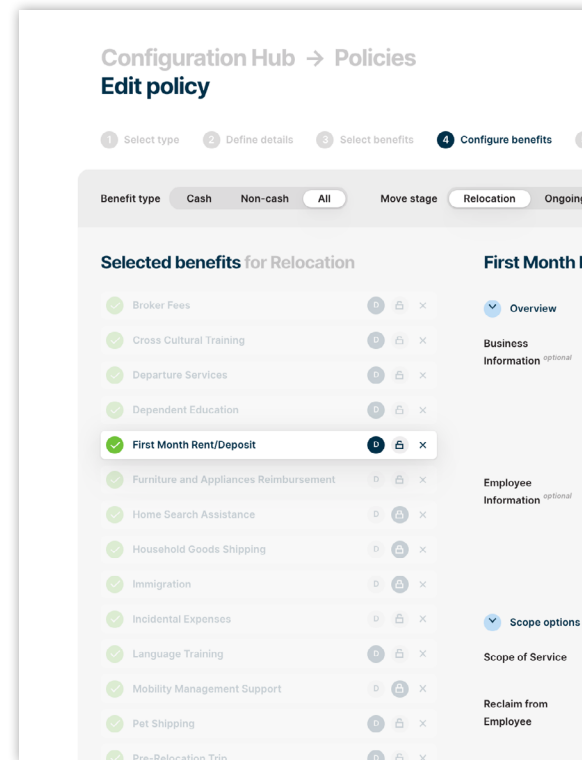 Configuration Hub → Policies
Edit policy
1 Select type 2 Define details 3 Select benefits 4 Configure benefits
Benefit type Cash Non-cash All Move stage Relocation Ongoing
Selected benefits for Relocation
Broker Fees D
Cross Cultural Training D
Departure Services D
Dependent Education D
First Month Rent/Deposit D
Furniture and Appliances Reimbursement D
Home Search Assistance D
Household Goods Shipping D
Immigration D
Incidental Expenses D
Language Training D
Mobility Management Support D
Pet Shipping D
Pre-Relocation Trip D
First Month
Overview
Business
Information optional
Employee
Information optional
Scope options
Scope of Service
Reclaim from
Employee